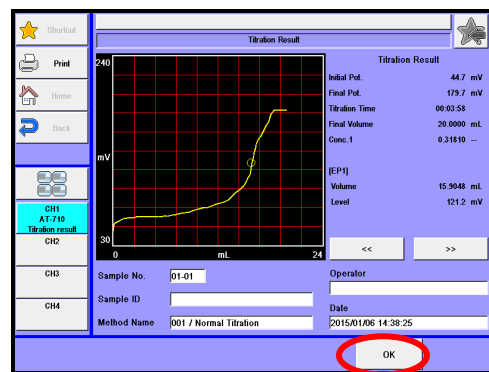 Shortcut
Print
Home
Back
CH1
AT-710
Titration result
CH2
CH3
CH4
Titration Result
240
mV
30
0
mL
24
Titration Result
Initial Pot. 44.7 mV
Final Pot. 179.7 mV
Titration Time 00:03:58
Final Volume 20.0000 mL
Conc.1 0.31810 --
[EP1]
Volume 15.9048 mL
Level 121.2 mV
<< >>
Sample No. 01-01
Sample ID
Method Name 001 / Normal Titration
Operator
Date
2015/01/06 14:38:25
OK